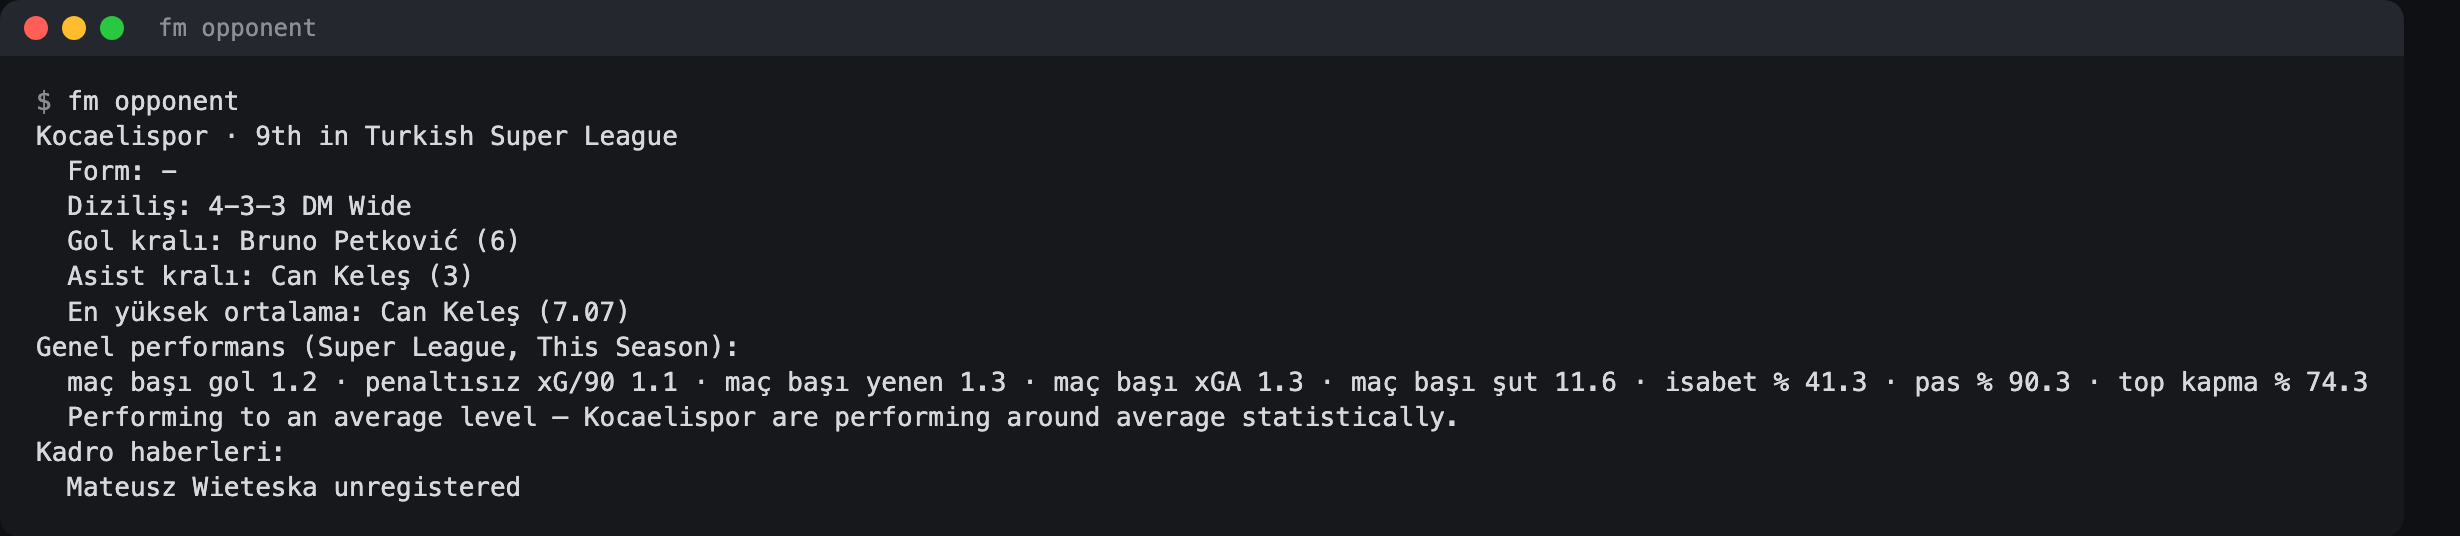 fm opponent
$ fm opponent
Kocaelispor · 9th in Turkish Super League
Form: —
Diziliş: 4-3-3 DM Wide
Gol kralı: Bruno Petković (6)
Asist kralı: Can Keleş (3)
En yüksek ortalama: Can Keleş (7.07)
Genel performans (Super League, This Season):
maç başı gol 1.2 · penaltısız xG/90 1.1 · maç başı yenen 1.3 · maç başı xGA 1.3 · maç başı şut 11.6 · isabet % 41.3 · pas % 90.3 · top kapma % 74.3
Performing to an average level — Kocaelispor are performing around average statistically.
Kadro haberleri:
Mateusz Wieteska unregistered